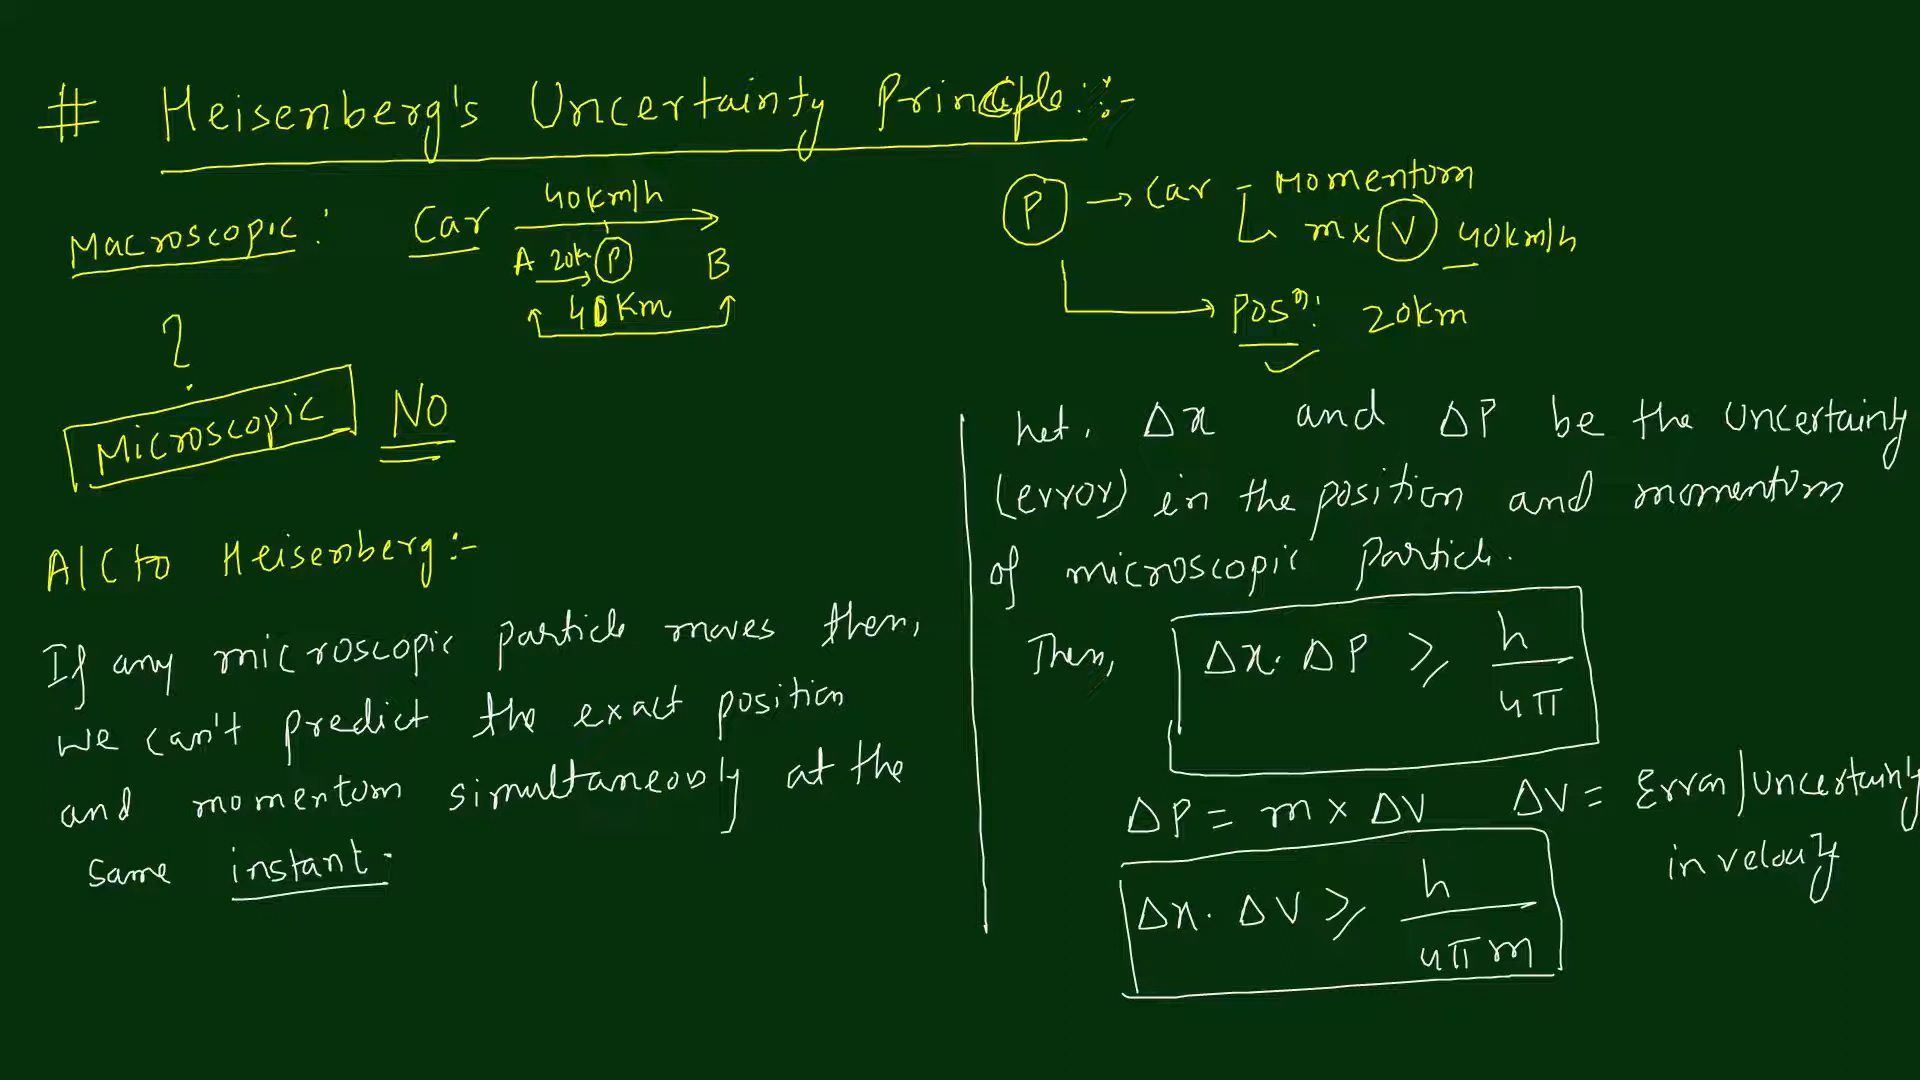 # Heisenberg's Uncertainty Principle :-
Macroscopic : Car 40km/h
A 20k P B
40 Km
P → Car - Momentum
m x V 40km/h
Posⁿ: 20km
?
Microscopic NO
A/C to Heisenberg :-
If any microscopic particle moves then,
we can't predict the exact position
and momentum simultaneously at the
same instant.
Let, Δx and ΔP be the uncertainty
(error) in the position and momentum
of microscopic particle.
Then, Δx. ΔP ≥ h/4π
ΔP = m x ΔV ΔV = Error/uncertainty
in velocity
Δx. ΔV ≥ h/4πm